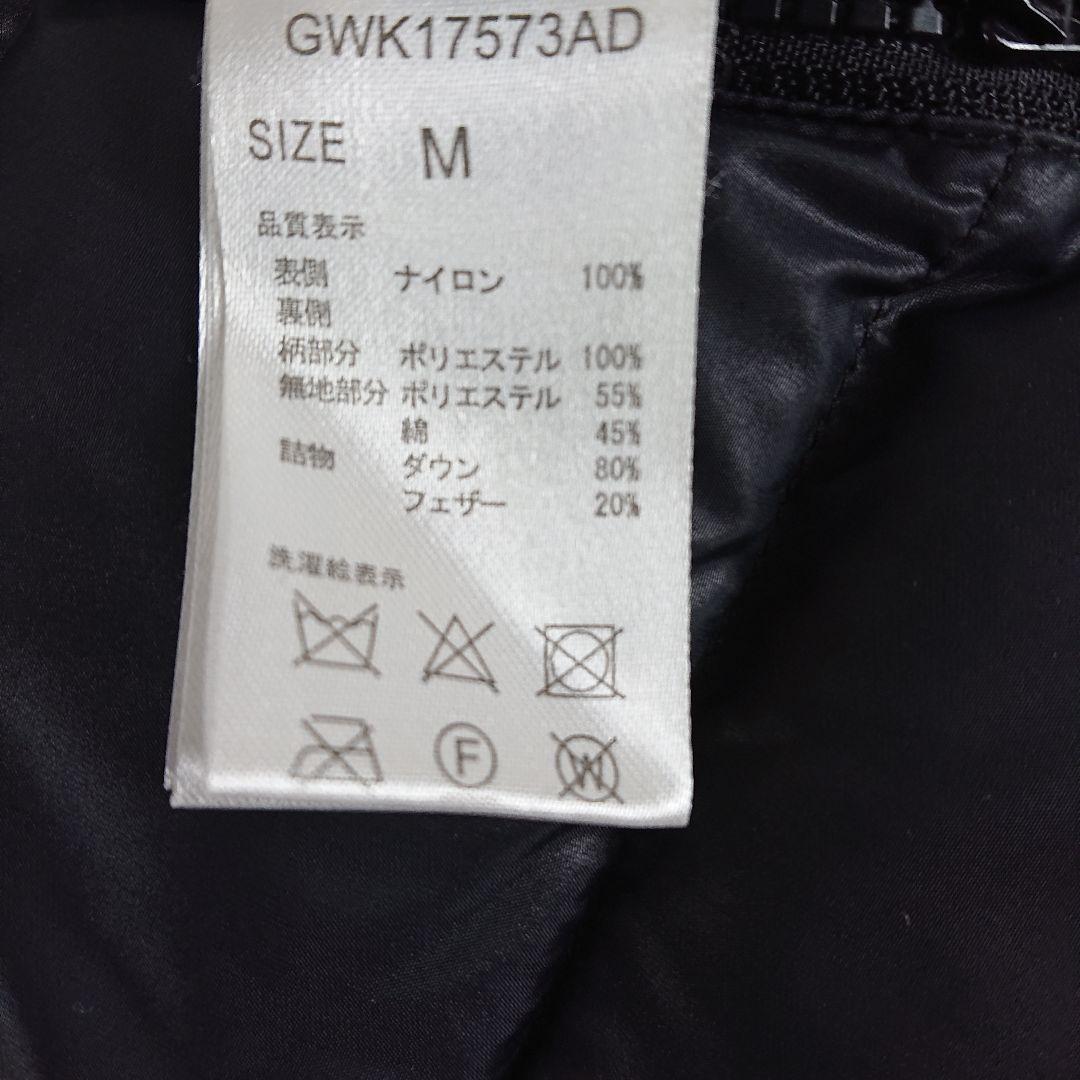 GWK17573AD
SIZE M
品質表示
表側 ナイロン 100%
裏側
柄部分 ポリエステル 100%
無地部分 ポリエステル 55%
綿 45%
詰物 ダウン 80%
フェザー 20%
洗濯絵表示
F W